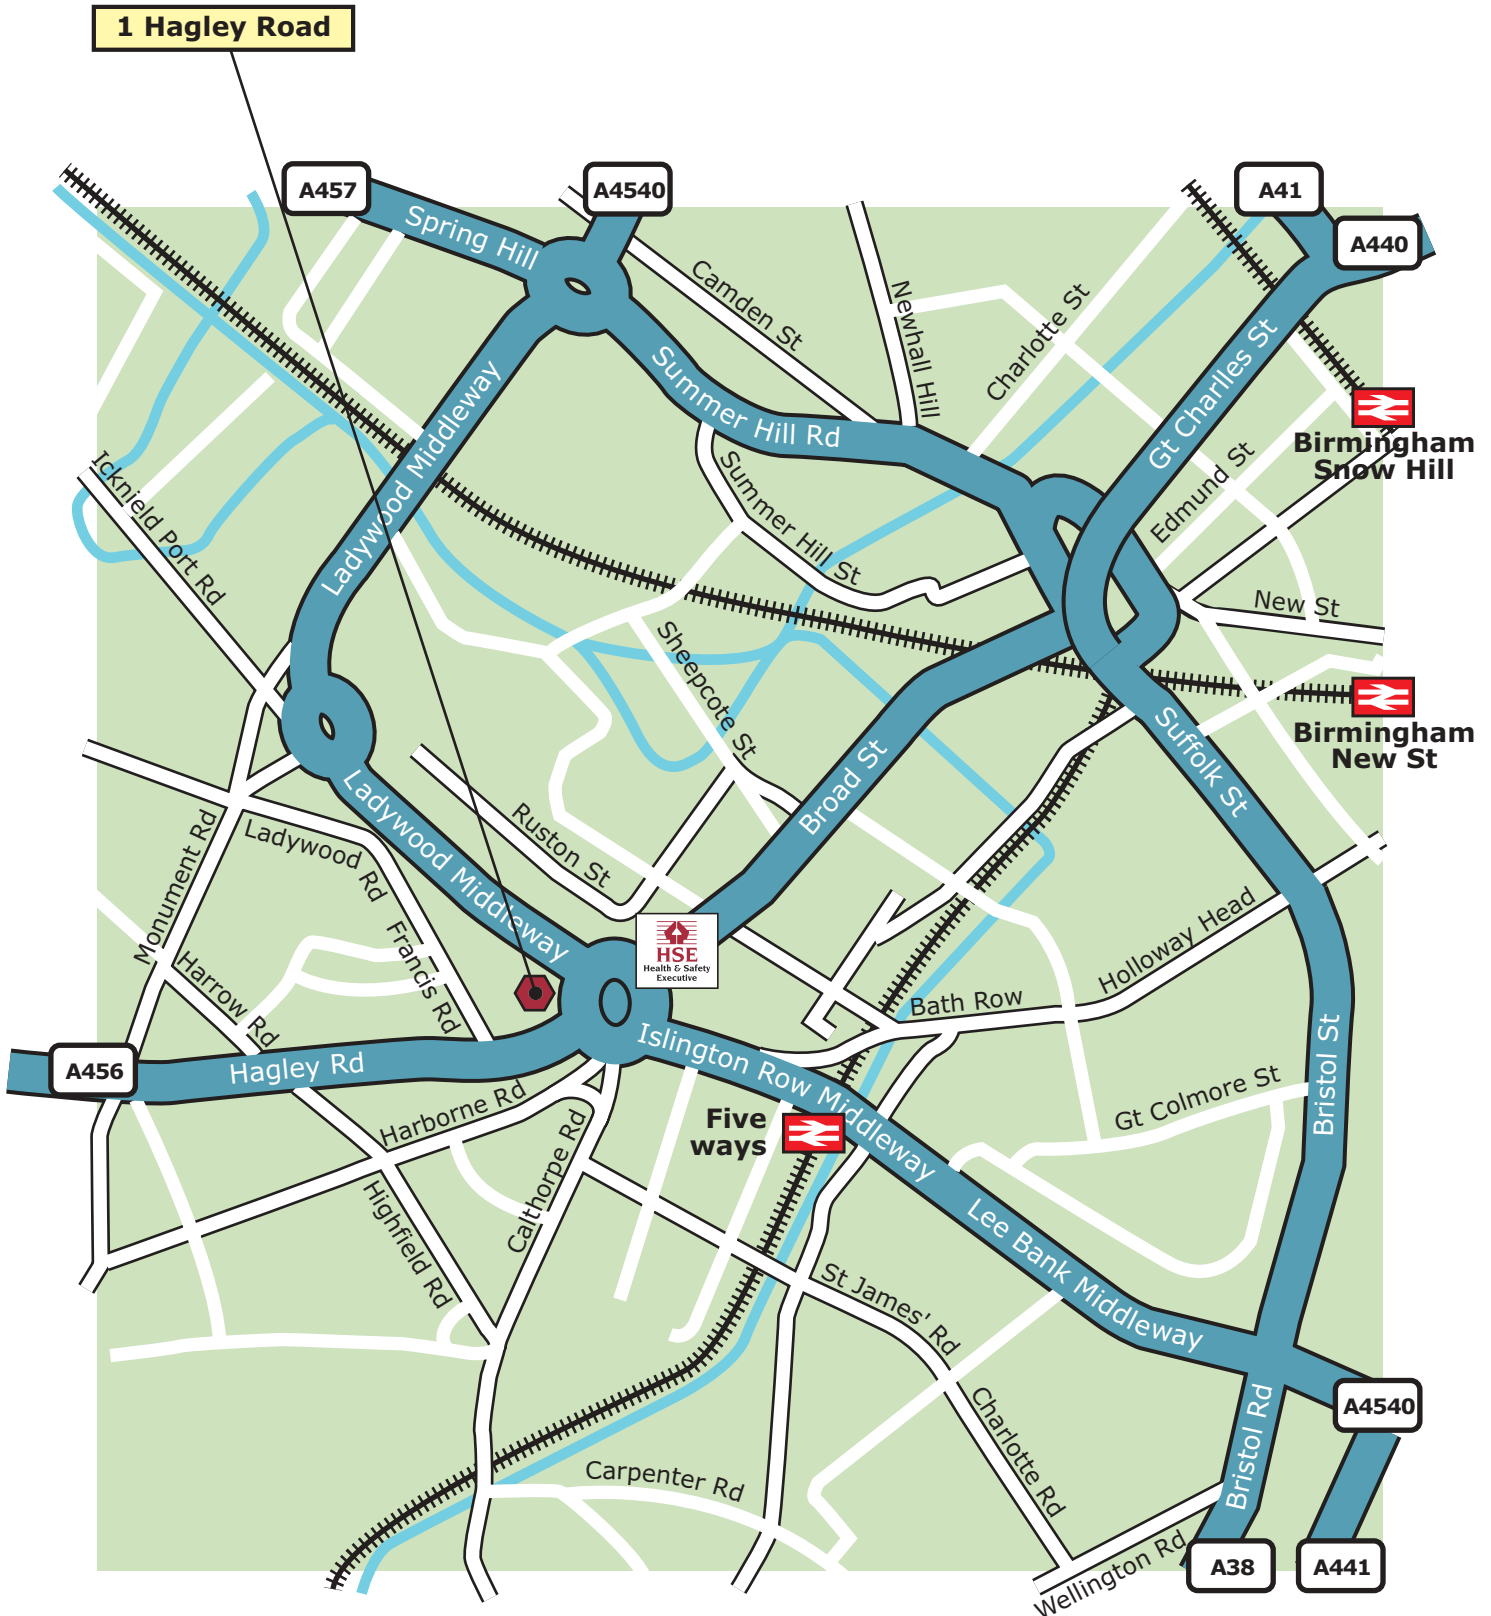 1 Hagley Road
A457
A4540
A41
A440
Spring Hill
Camden St
Newhall Hill
Charlotte St
Gt Charlles St
Summer Hill Rd
Ladywood Middleway
Birmingham
Snow Hill
Edmund St
Icknield Port Rd
Summer Hill St
New St
Sheepcote St
Birmingham
New St
Suffolk St
Broad St
Ladywood Middleway
Ruston St
Ladywood Rd
Monument Rd
Francis Rd
Harrow Rd
HSE
Health & Safety
Executive
Holloway Head
Bath Row
Islington Row Middleway
Hagley Rd
A456
Harborne Rd
Calthorpe Rd
Five
ways
Gt Colmore St
Bristol St
Highfield Rd
Lee Bank Middleway
St James' Rd
Charlotte Rd
A4540
Bristol Rd
Carpenter Rd
Wellington Rd
A38
A441